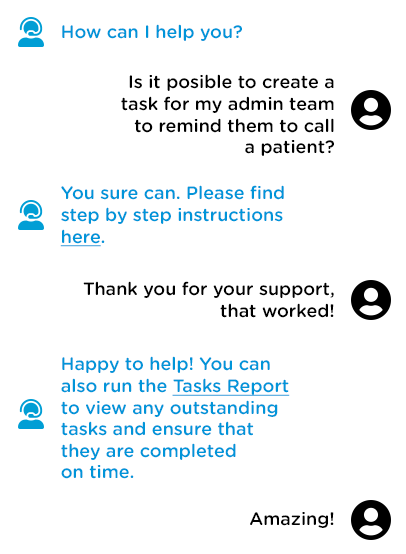 How can I help you?
Is it posible to create a
task for my admin team
to remind them to call
a patient?
You sure can. Please find
step by step instructions
here.
Thank you for your support,
that worked!
Happy to help! You can
also run the Tasks Report
to view any outstanding
tasks and ensure that
they are completed
on time.
Amazing!